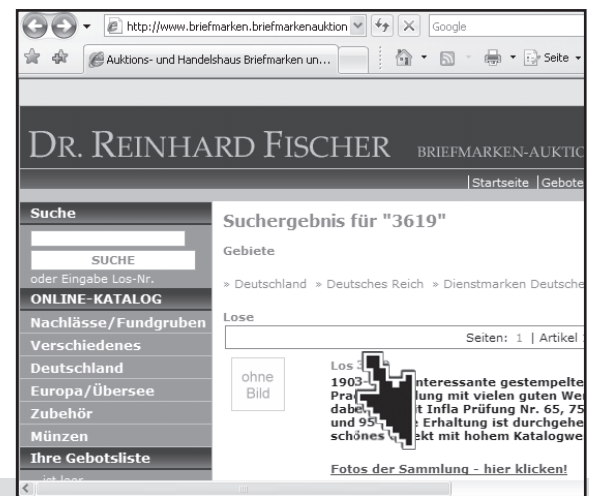 http://www.briefmarken.briefmarkenauktion
Google
Auktions- und Handelshaus Briefmarken un...
Seite
DR. REINHARD FISCHER
BRIEFMARKEN-AUKTIO
Startseite | Gebote
Suche
SUCHE
oder Eingabe Los-Nr.
ONLINE-KATALOG
Nachlässe/Fundgruben
Verschiedenes
Deutschland
Europa/Übersee
Zubehör
Münzen
Ihre Gebotsliste
ist leer
Suchergebnis für "3619"
Gebiete
» Deutschland » Deutsches Reich » Dienstmarken Deutsche
Lose
Seiten: 1 | Artikel
ohne
Bild
Los
1903- nteressante gestempelte
Pra lung mit vielen guten We
dabe t Infla Prüfung Nr. 65, 75
und 95 Erhaltung ist durchgehe
schönes ekt mit hohem Katalogwe
Fotos der Sammlung - hier klicken!